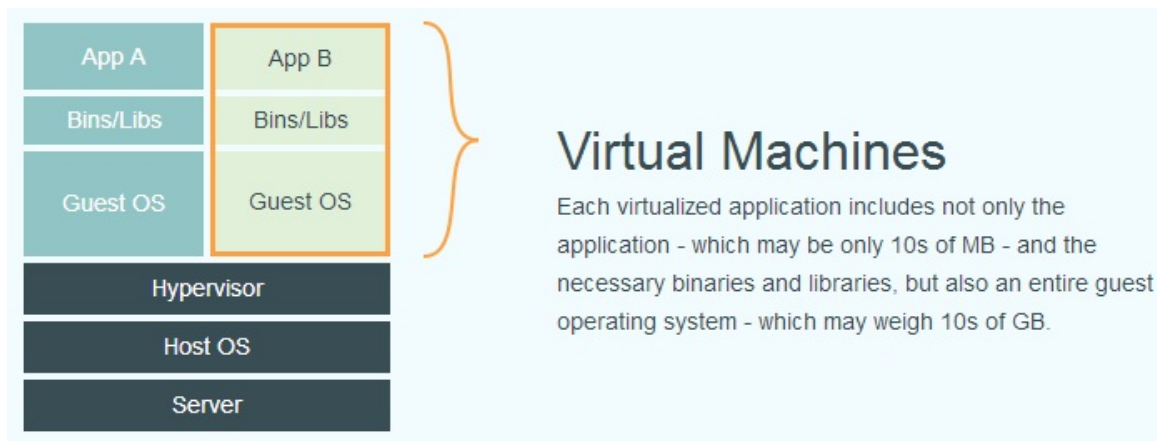 App A
App B
Bins/Libs
Bins/Libs
Guest OS
Guest OS
Hypervisor
Host OS
Server
Virtual Machines
Each virtualized application includes not only the
application - which may be only 10s of MB - and the
necessary binaries and libraries, but also an entire guest
operating system - which may weigh 10s of GB.